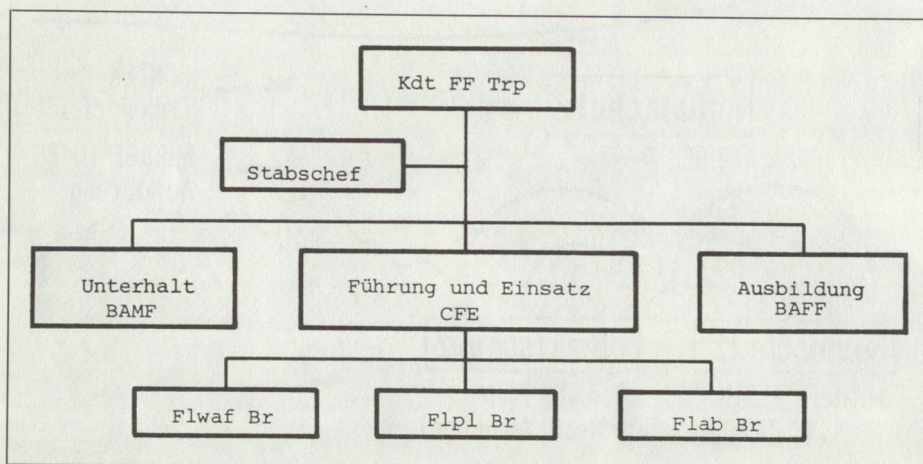 Kdt FF Trp
Stabschef
Unterhalt
BAMF
Führung und Einsatz
CFE
Ausbildung
BAFF
Flwaf Br
Flpl Br
Flab Br